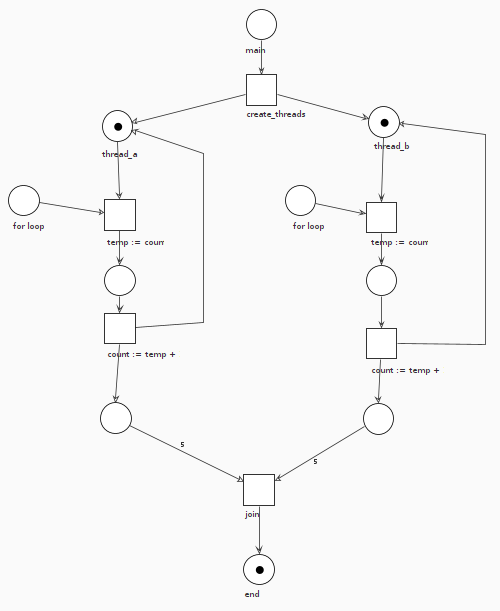 main
create_threads
thread_a
thread_b
for loop
for loop
temp := coun
temp := coun
count := temp +
count := temp +
5
5
join
end